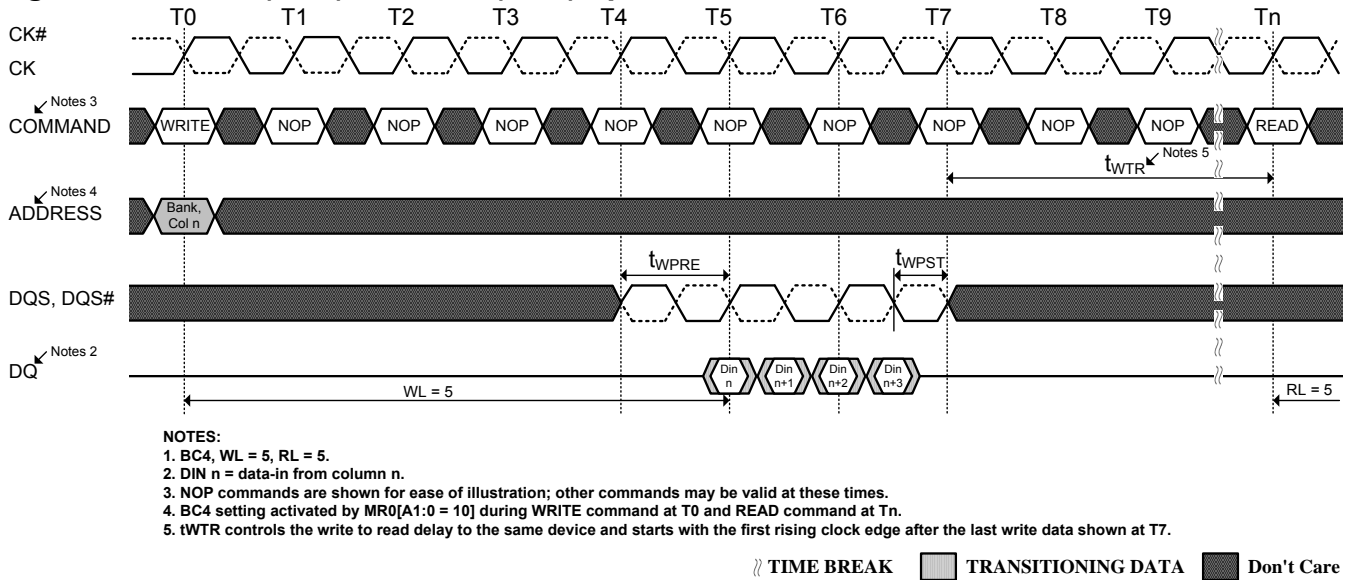 T0 T1 T2 T3 T4 T5 T6 T7 T8 T9 Tn
CK#
CK
Notes 3
COMMAND WRITE NOP NOP NOP NOP NOP NOP NOP NOP NOP READ
tWTR Notes 5
Notes 4
ADDRESS Bank, Col n
tWPRE tWPST
DQS, DQS#
Notes 2
DQ Din n Din n+1 Din n+2 Din n+3
WL = 5 RL = 5
NOTES:
1. BC4, WL = 5, RL = 5.
2. DIN n = data-in from column n.
3. NOP commands are shown for ease of illustration; other commands may be valid at these times.
4. BC4 setting activated by MR0[A1:0 = 10] during WRITE command at T0 and READ command at Tn.
5. tWTR controls the write to read delay to the same device and starts with the first rising clock edge after the last write data shown at T7.
TIME BREAK TRANSITIONING DATA Don't Care